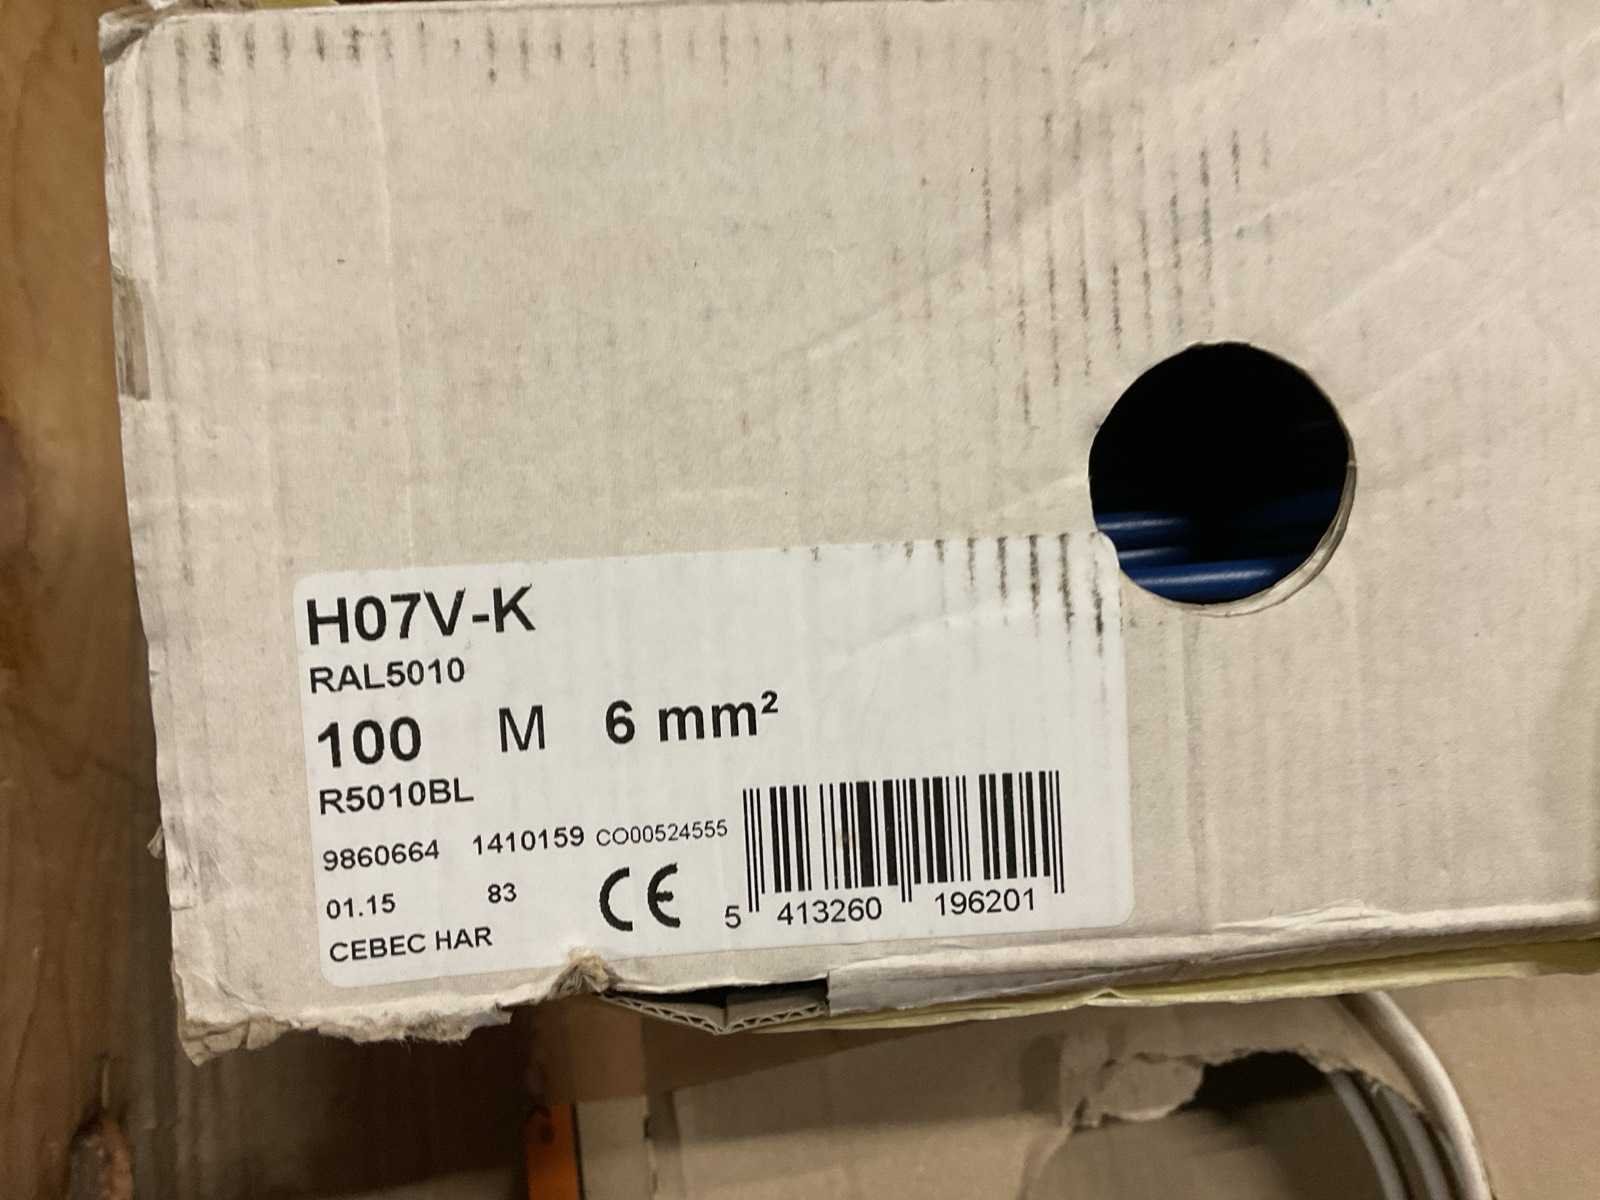 H07V-K
RAL5010
100 M 6 mm²
R5010BL
9860664 1410159 CO00524555
01.15 83 CE
CEBEC HAR
5 413260 196201